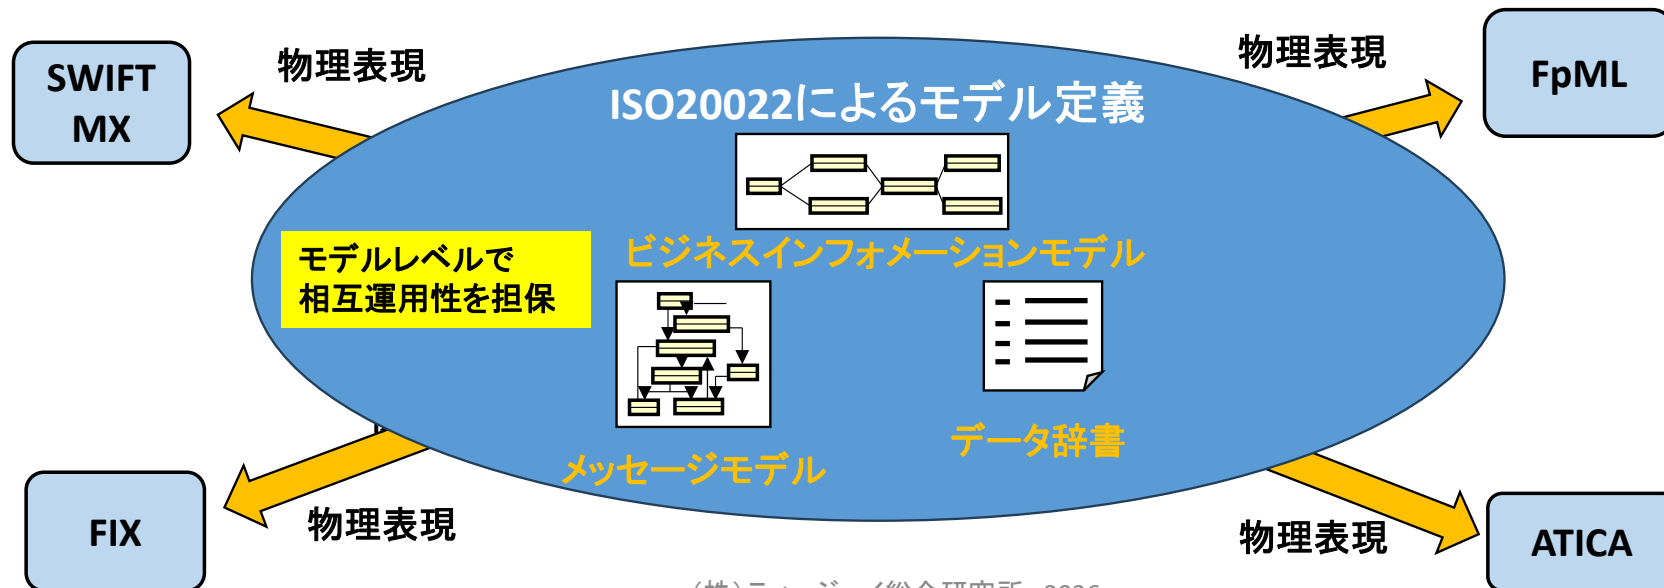 SWIFT
MX
物理表現
ISO20022によるモデル定義
物理表現
FpML
モデルレベルで
相互運用性を担保
ビジネスインフォメーションモデル
メッセージモデル
データ辞書
FIX
物理表現
物理表現
ATICA